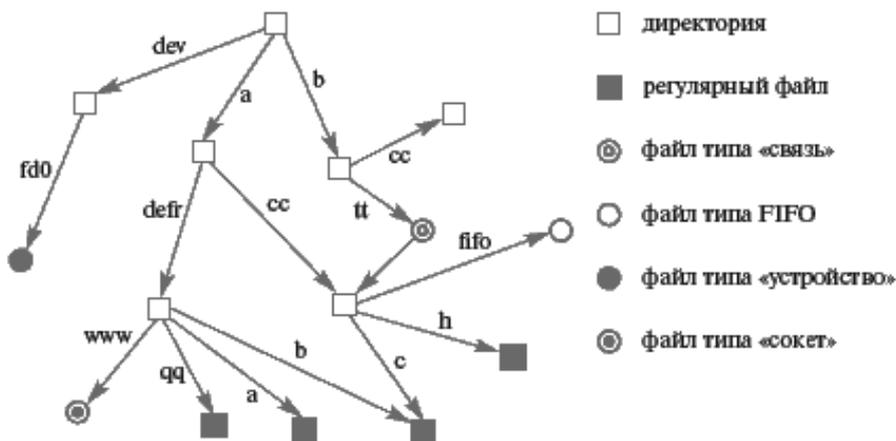 dev
a
b
fd0
defr
cc
cc
tt
fifo
www
qq
a
b
c
h
директория
регулярный файл
файл типа «связь»
файл типа FIFO
файл типа «устройство»
файл типа «сокет»